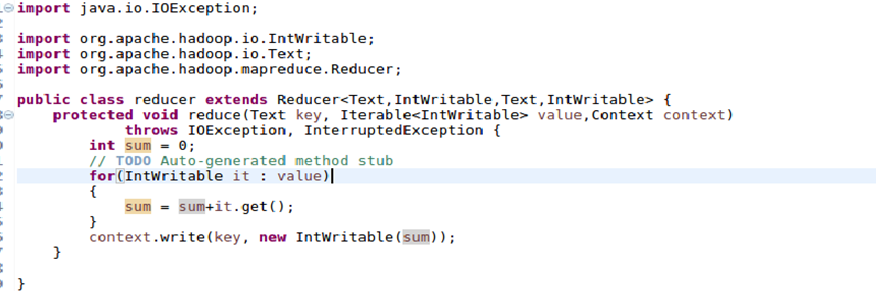 import java.io.IOException;
import org.apache.hadoop.io.IntWritable;
import org.apache.hadoop.io.Text;
import org.apache.hadoop.mapreduce.Reducer;
public class reducer extends Reducer<Text,IntWritable,Text,IntWritable> {
protected void reduce(Text key, Iterable<IntWritable> value,Context context)
throws IOException, InterruptedException {
int sum = 0;
// TODO Auto-generated method stub
for(IntWritable it : value)
{
sum = sum+it.get();
}
context.write(key, new IntWritable(sum));
}
}